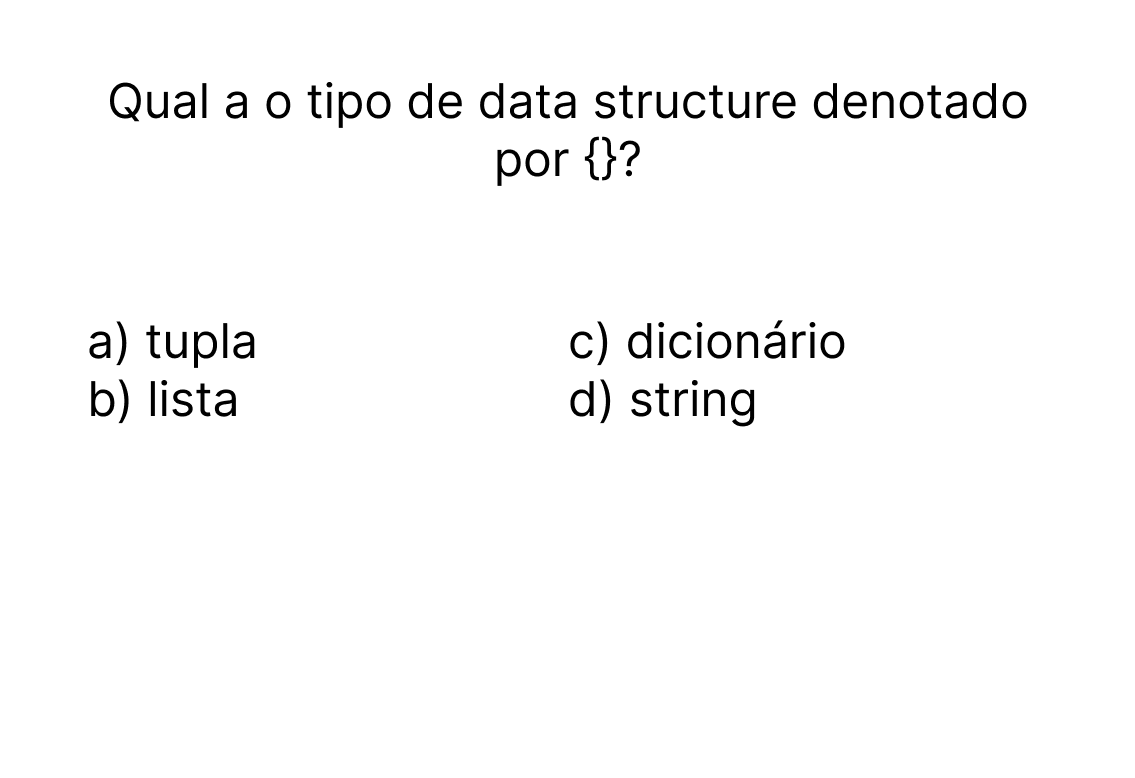 Qual a o tipo de data structure denotado
por {}?
a) tupla
b) lista
c) dicionário
d) string